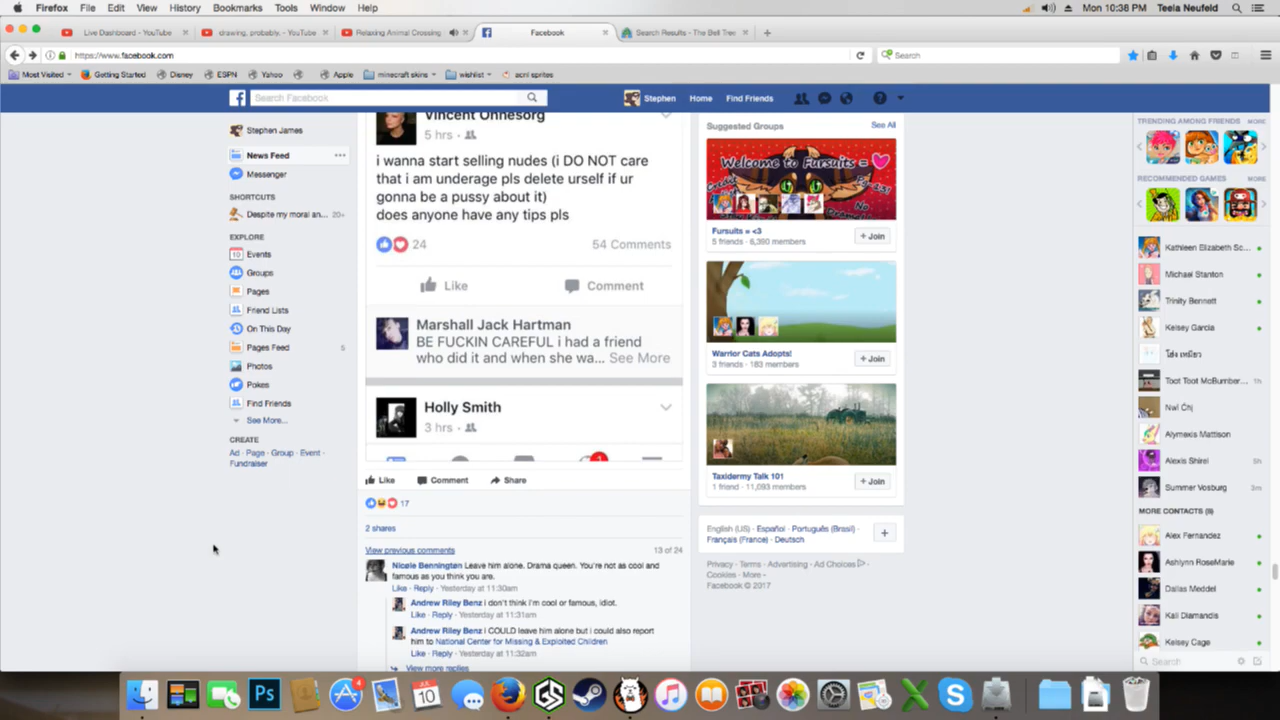 Firefox File Edit View History Bookmarks Tools Window Help
Mon 10:38 PM Teela Neufeld
Live Dashboard - YouTube
drawing, probably. - YouTube
Relaxing Animal Crossing
Facebook
Search Results - The Bell Tree
https://www.facebook.com
Search
Most Visited
Getting Started
Disney
ESPN
Yahoo
Apple
minecraft skins
wishlist
acnl sprites
Search Facebook
Stephen
Home
Find Friends
Stephen James
News Feed
Messenger
SHORTCUTS
Despite my moral an... 20+
EXPLORE
Events
Groups
Pages
Friend Lists
On This Day
Pages Feed
Photos
Pokes
Find Friends
See More...
CREATE
Ad · Page · Group · Event ·
Fundraiser
Vincent Onnesorg
5 hrs
i wanna start selling nudes (i DO NOT care
that i am underage pls delete urself if ur
gonna be a pussy about it)
does anyone have any tips pls
24
54 Comments
Like
Comment
Marshall Jack Hartman
BE FUCKIN CAREFUL i had a friend
who did it and when she wa... See More
Holly Smith
3 hrs
Like Comment Share
17
2 shares
View previous comments
13 of 24
Nicole Bennington Leave him alone. Drama queen. You're not as cool and
famous as you think you are.
Like · Reply · Yesterday at 11:30am
Andrew Riley Benz i don't think i'm cool or famous, idiot.
Like · Reply · Yesterday at 11:31am
Andrew Riley Benz i COULD leave him alone but i could also report
him to National Center for Missing & Exploited Children
Like · Reply · Yesterday at 11:32am
View more replies
Suggested Groups
See All
Welcome to Fursuits =
Fursuits = <3
5 friends · 6,390 members
+ Join
Warrior Cats Adopts!
3 friends · 183 members
+ Join
Taxidermy Talk 101
1 friend · 11,093 members
+ Join
English (US) · Español · Português (Brasil) ·
Français (France) · Deutsch
Privacy · Terms · Advertising · Ad Choices
Cookies · More
Facebook © 2017
TRENDING AMONG FRIENDS MORE
RECOMMENDED GAMES MORE
Kathleen Elizabeth Sc...
Michael Stanton
Trinity Bennett
Kelsey Garcia
Toot Toot McBumber... 1h
Nwl Chj
Alymexis Mattison
Alexis Shirel 5h
Summer Vosburg 3m
MORE CONTACTS (9)
Alex Fernandez
Ashlynn RoseMarie
Dallas Meddel
Kali Diamandis
Kelsey Cage
Search